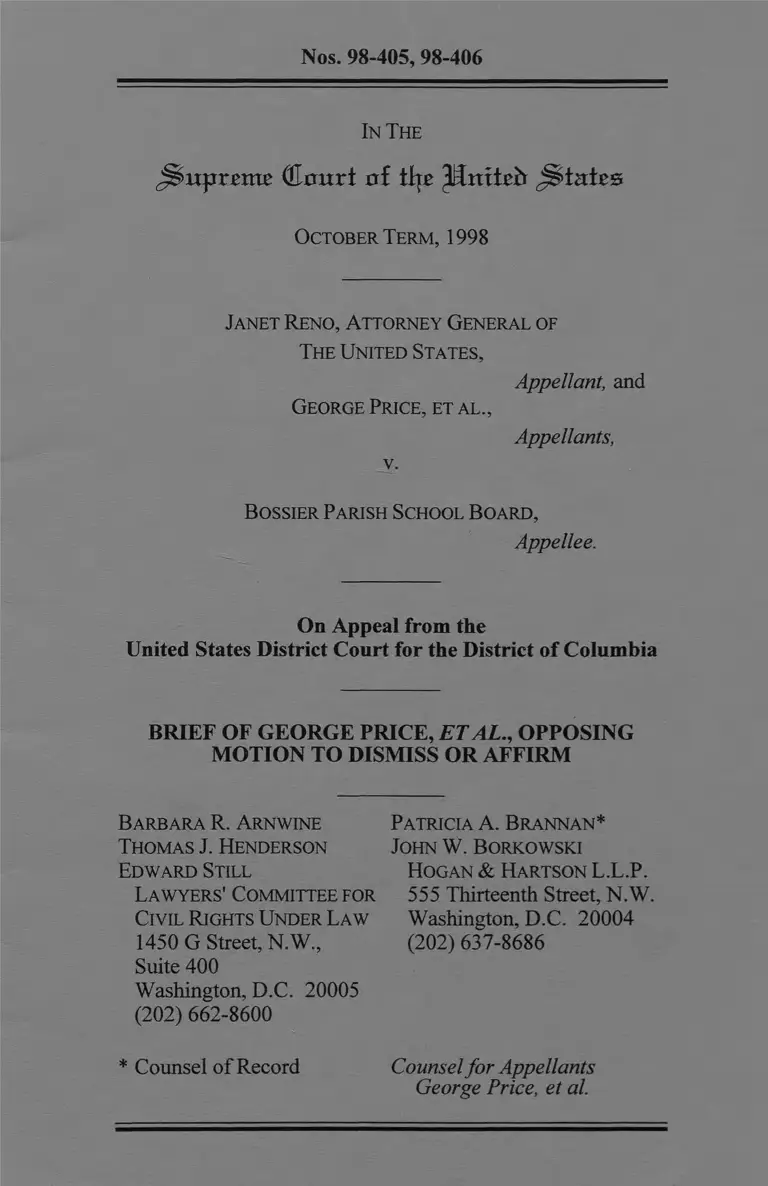 Nos. 98-405, 98-406
IN THE
Supreme Court of the United States
OCTOBER TERM, 1998
JANET RENO, ATTORNEY GENERAL OF
THE UNITED STATES,
Appellant, and
GEORGE PRICE, ET AL.,
Appellants,
v.
BOSSIER PARISH SCHOOL BOARD,
Appellee.
On Appeal from the
United States District Court for the District of Columbia
BRIEF OF GEORGE PRICE, ET AL., OPPOSING
MOTION TO DISMISS OR AFFIRM
BARBARA R. ARNWINE
THOMAS J. HENDERSON
EDWARD STILL
LAWYERS' COMMITTEE FOR
CIVIL RIGHTS UNDER LAW
1450 G Street, N.W.,
Suite 400
Washington, D.C. 20005
(202) 662-8600
PATRICIA A. BRANNAN*
JOHN W. BORKOWSKI
HOGAN & HARTSON L.L.P.
555 Thirteenth Street, N.W.
Washington, D.C. 20004
(202) 637-8686
* Counsel of Record
Counsel for Appellants
George Price, et al.